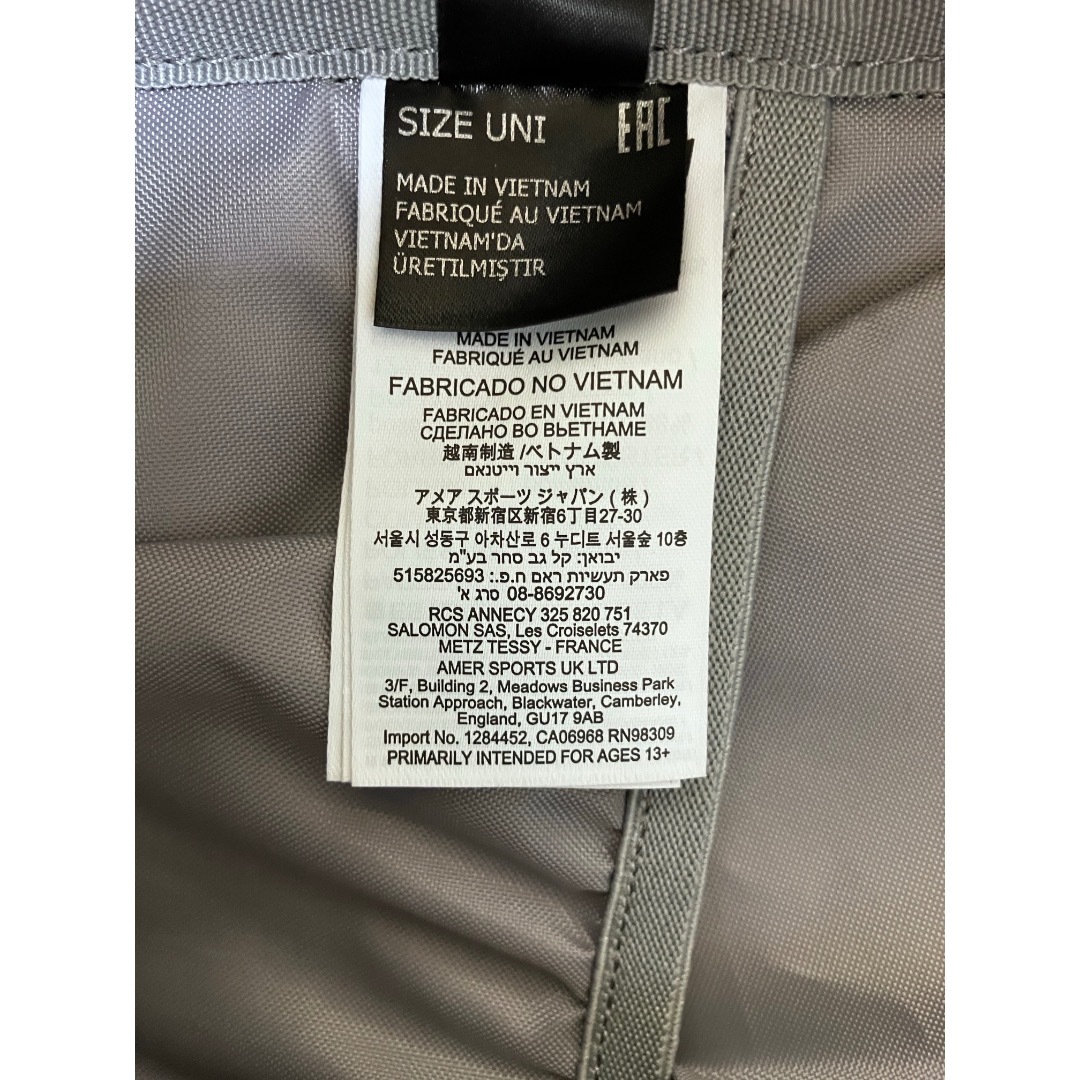 SIZE UNI EAC
MADE IN VIETNAM
FABRIQUÉ AU VIETNAM
VIETNAM'DA
ÜRETILMIŞTIR
MADE IN VIETNAM
FABRIQUÉ AU VIETNAM
FABRICADO NO VIETNAM
FABRICADO EN VIETNAM
СДЕЛАНО ВО ВЬЕТНАМЕ
越南制造 /ベトナム製
ארץ ייצור וייטנאם
アメア スポーツ ジャパン ( 株 )
東京都新宿区新宿6丁目27-30
서울시 성동구 아차산로 6 누디트 서울숲 10층
יבואן: קל גב סחר בע"מ
פארק תעשיות ראם ח.פ.: 515825693
08-8692730 סרג א'
RCS ANNECY 325 820 751
SALOMON SAS, Les Croiselets 74370
METZ TESSY - FRANCE
AMER SPORTS UK LTD
3/F, Building 2, Meadows Business Park
Station Approach, Blackwater, Camberley,
England, GU17 9AB
Import No. 1284452, CA06968 RN98309
PRIMARILY INTENDED FOR AGES 13+